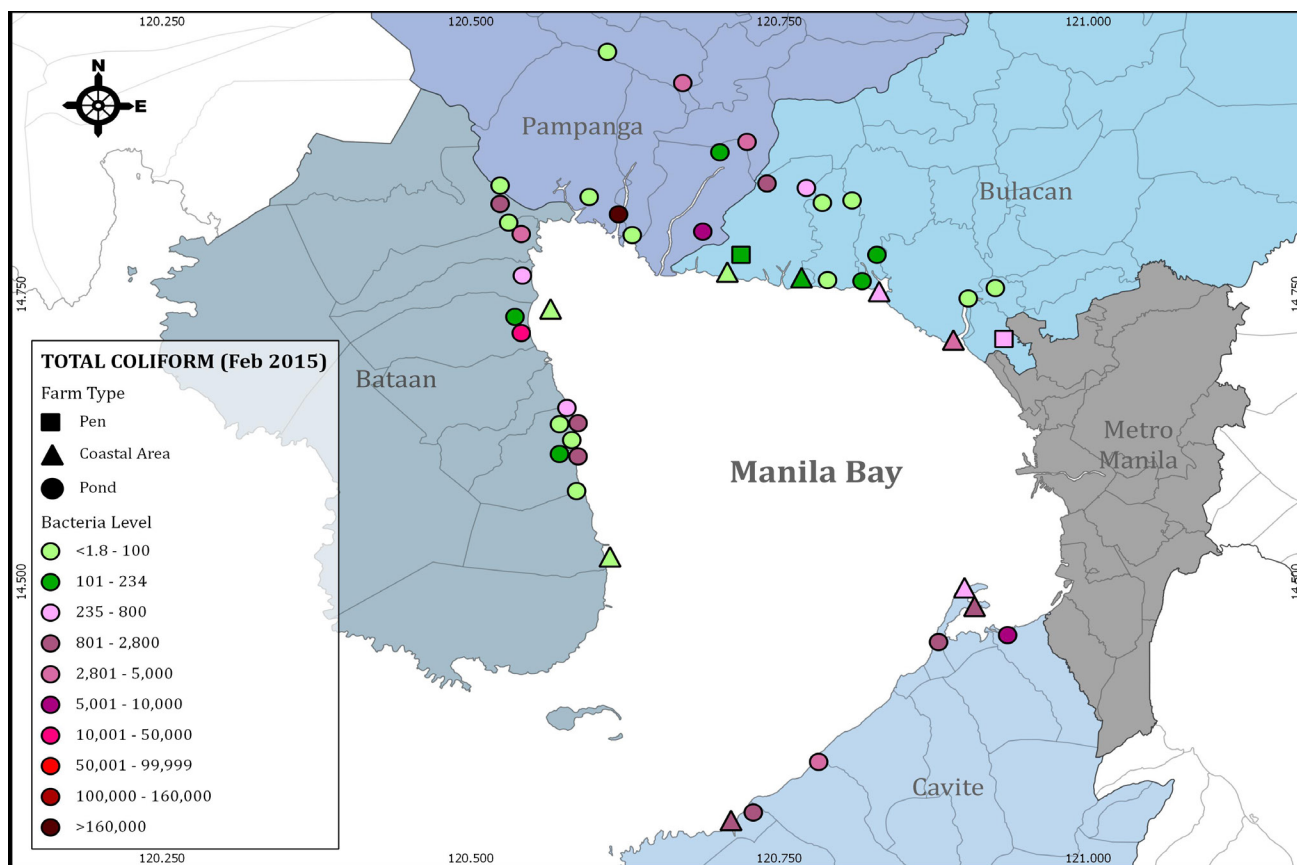 120.250 120.500 120.750 121.000
N
E
Pampanga
Bulacan
14.750 14.750
TOTAL COLIFORM (Feb 2015)
Farm Type
Pen
Coastal Area
Pond
Bacteria Level
<1.8 - 100
101 - 234
235 - 800
801 - 2,800
2,801 - 5,000
5,001 - 10,000
10,001 - 50,000
50,001 - 99,999
100,000 - 160,000
>160,000
Bataan
Metro
Manila
Manila Bay
14.500 14.500
Cavite
120.250 120.500 120.750 121.000